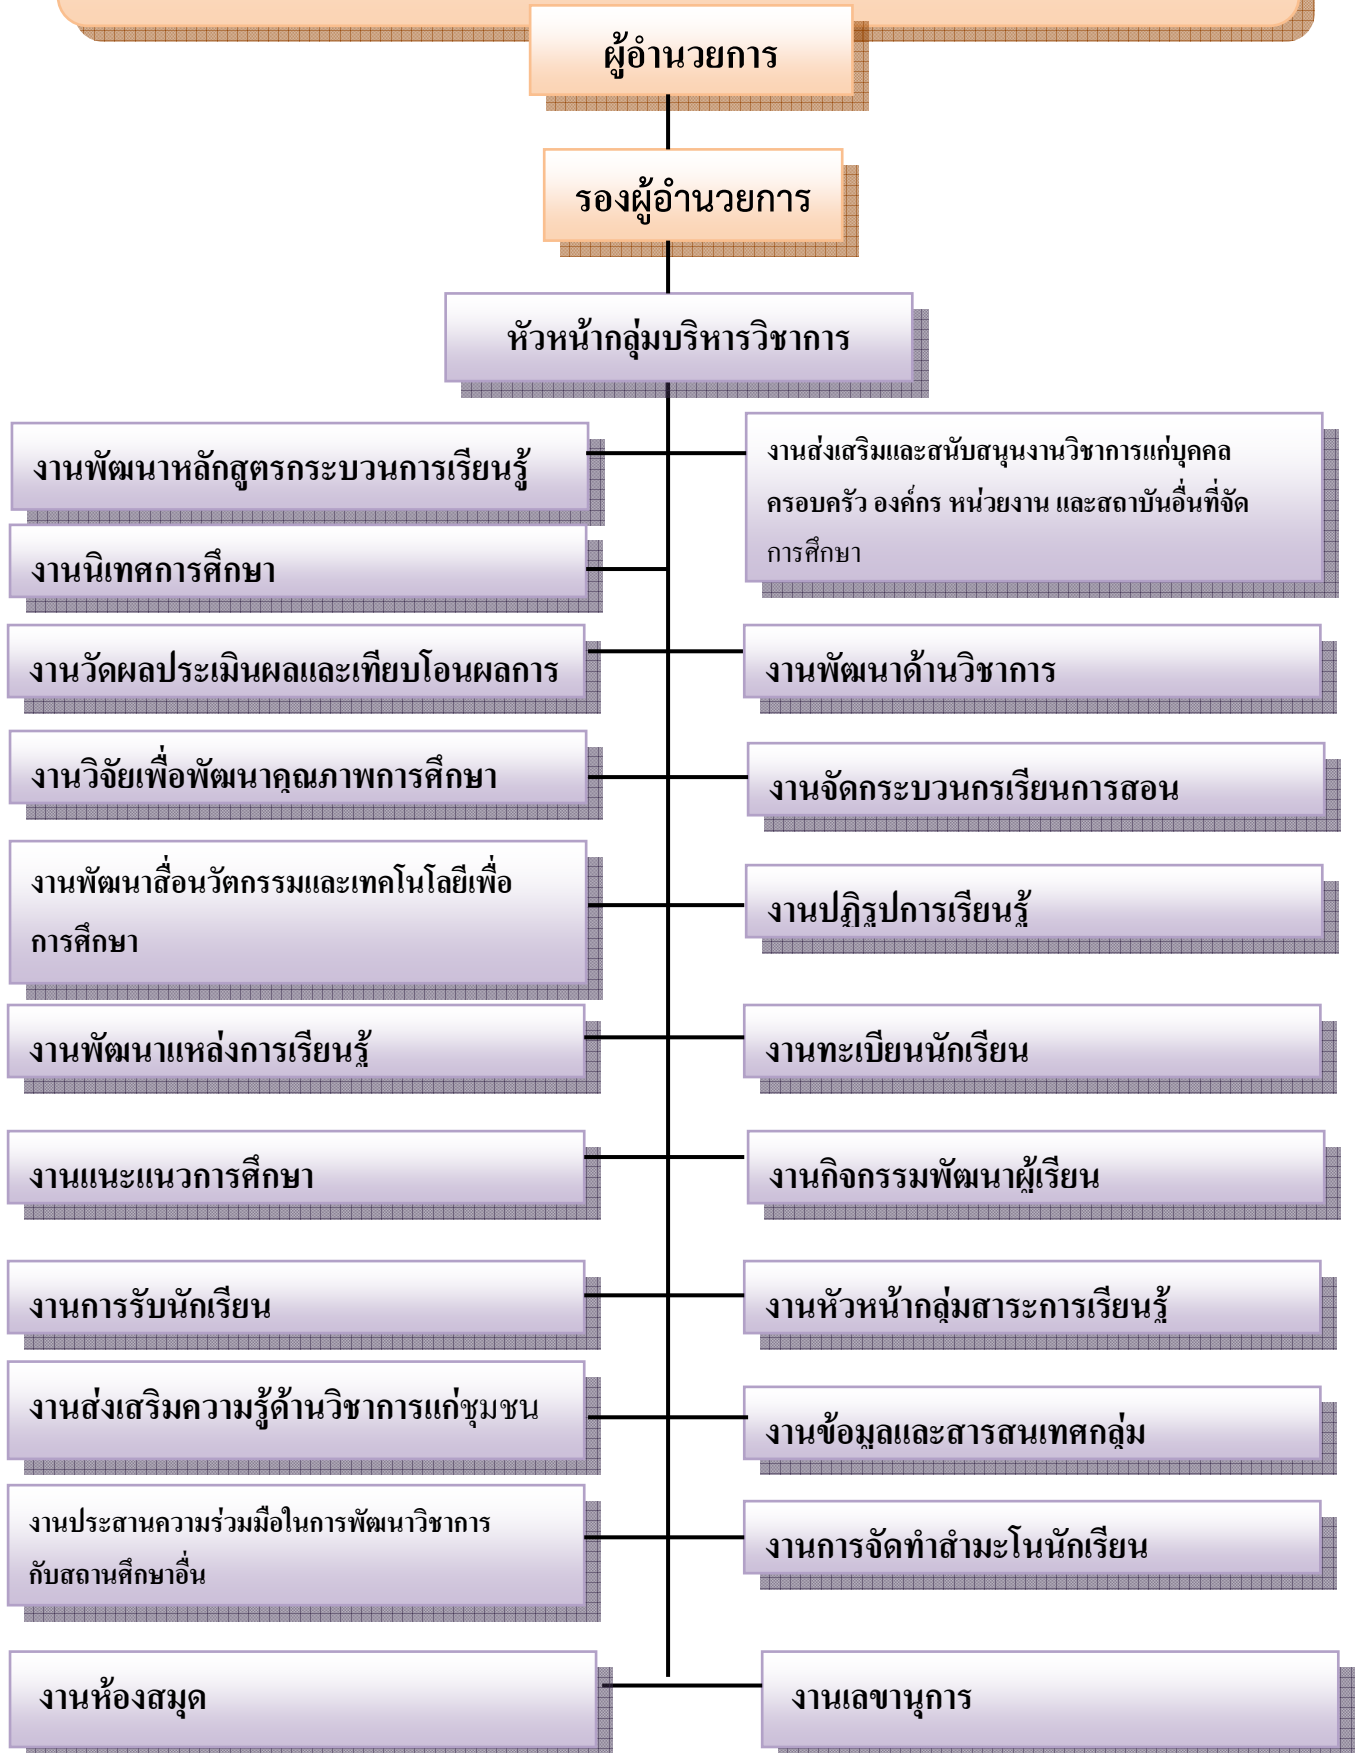 ผู้อำนวยการ
รองผู้อำนวยการ
หัวหน้ากลุ่มบริหารวิชาการ
งานพัฒนาหลักสูตรกระบวนการเรียนรู้
งานส่งเสริมและสนับสนุนงานวิชาการแก่บุคคล
ครอบครัว องค์กร หน่วยงาน และสถาบันอื่นที่จัด
การศึกษา
งานนิเทศการศึกษา
งานวัดผลประเมินผลและเทียบโอนผลการ
งานพัฒนาด้านวิชาการ
งานวิจัยเพื่อพัฒนาคุณภาพการศึกษา
งานจัดกระบวนกรเรียนการสอน
งานพัฒนาสื่อนวัตกรรมและเทคโนโลยีเพื่อ
การศึกษา
งานปฏิรูปการเรียนรู้
งานพัฒนาแหล่งการเรียนรู้
งานทะเบียนนักเรียน
งานแนะแนวการศึกษา
งานกิจกรรมพัฒนาผู้เรียน
งานการรับนักเรียน
งานหัวหน้ากลุ่มสาระการเรียนรู้
งานส่งเสริมความรู้ด้านวิชาการแก่ชุมชน
งานข้อมูลและสารสนเทศกลุ่ม
งานประสานความร่วมมือในการพัฒนาวิชาการ
กับสถานศึกษาอื่น
งานการจัดทำสำมะโนนักเรียน
งานห้องสมุด
งานเลขานุการ